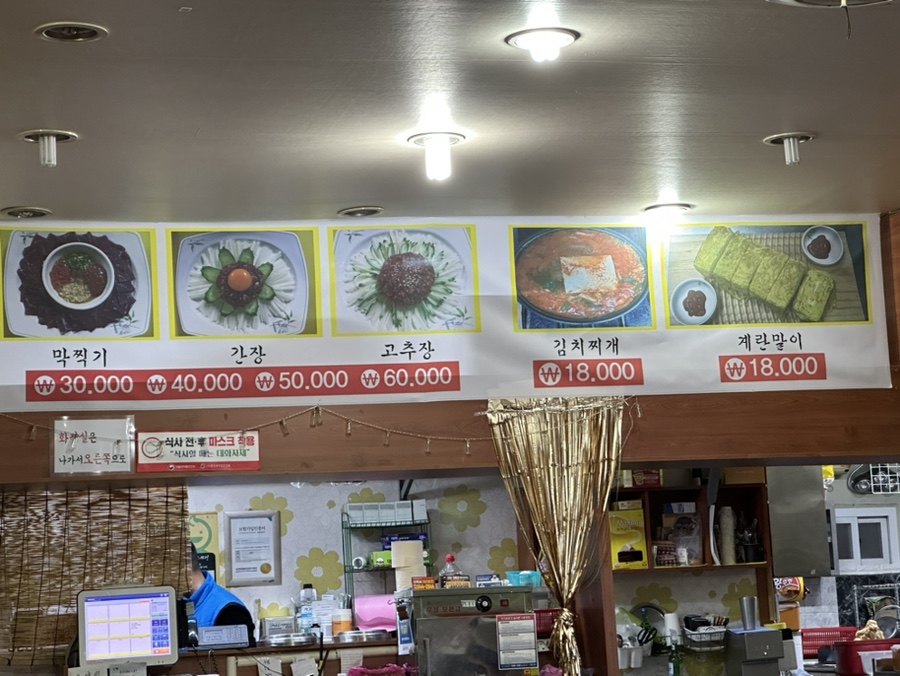 막찍기
간장
고추장
김치찌개
계란말이
₩30.000 ₩40.000 ₩50.000 ₩60.000
₩18.000
₩18.000
화장실은
나가서오른쪽으로
식사 전·후 마스크 착용
"식사할 때는 대화자제"